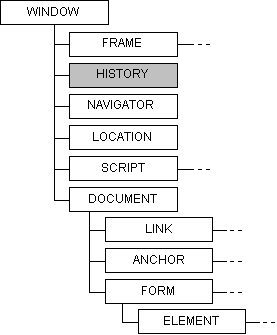 WINDOW
FRAME
HISTORY
NAVIGATOR
LOCATION
SCRIPT
DOCUMENT
LINK
ANCHOR
FORM
ELEMENT